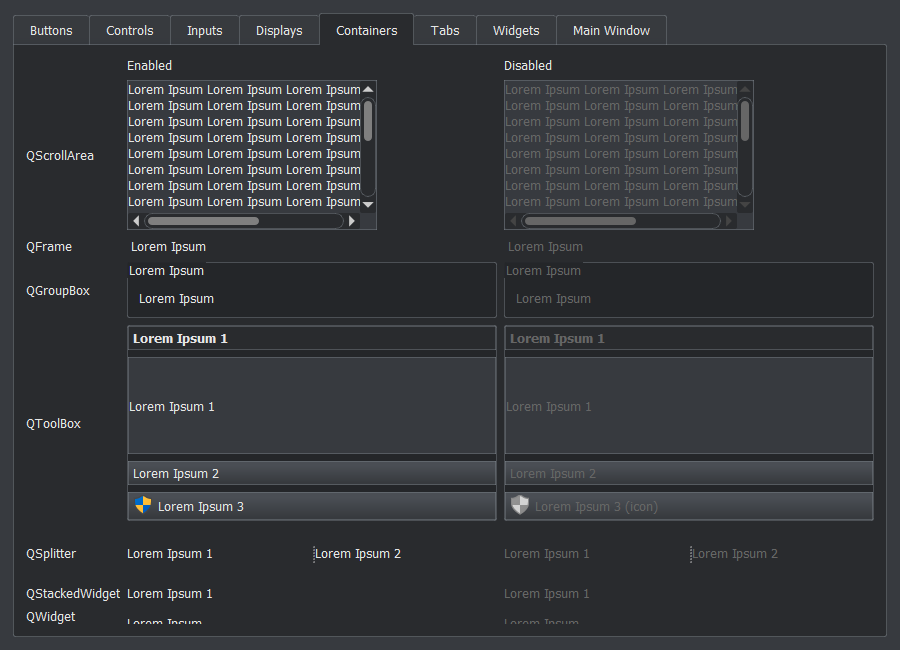 Buttons Controls Inputs Displays Containers Tabs Widgets Main Window
Enabled Disabled
QScrollArea
Lorem Ipsum Lorem Ipsum Lorem Ipsum Lorem Ipsum Lorem Ipsum Lorem Ipsum
Lorem Ipsum Lorem Ipsum Lorem Ipsum Lorem Ipsum Lorem Ipsum Lorem Ipsum
Lorem Ipsum Lorem Ipsum Lorem Ipsum Lorem Ipsum Lorem Ipsum Lorem Ipsum
Lorem Ipsum Lorem Ipsum Lorem Ipsum Lorem Ipsum Lorem Ipsum Lorem Ipsum
Lorem Ipsum Lorem Ipsum Lorem Ipsum Lorem Ipsum Lorem Ipsum Lorem Ipsum
Lorem Ipsum Lorem Ipsum Lorem Ipsum Lorem Ipsum Lorem Ipsum Lorem Ipsum
Lorem Ipsum Lorem Ipsum Lorem Ipsum Lorem Ipsum Lorem Ipsum Lorem Ipsum
Lorem Ipsum Lorem Ipsum Lorem Ipsum Lorem Ipsum Lorem Ipsum Lorem Ipsum
QFrame Lorem Ipsum Lorem Ipsum
QGroupBox
Lorem Ipsum Lorem Ipsum
Lorem Ipsum Lorem Ipsum
QToolBox
Lorem Ipsum 1 Lorem Ipsum 1
Lorem Ipsum 1 Lorem Ipsum 1
Lorem Ipsum 2 Lorem Ipsum 2
Lorem Ipsum 3 Lorem Ipsum 3 (icon)
QSplitter Lorem Ipsum 1 Lorem Ipsum 2 Lorem Ipsum 1 Lorem Ipsum 2
QStackedWidget Lorem Ipsum 1 Lorem Ipsum 1
QWidget Lorem Ipsum Lorem Ipsum